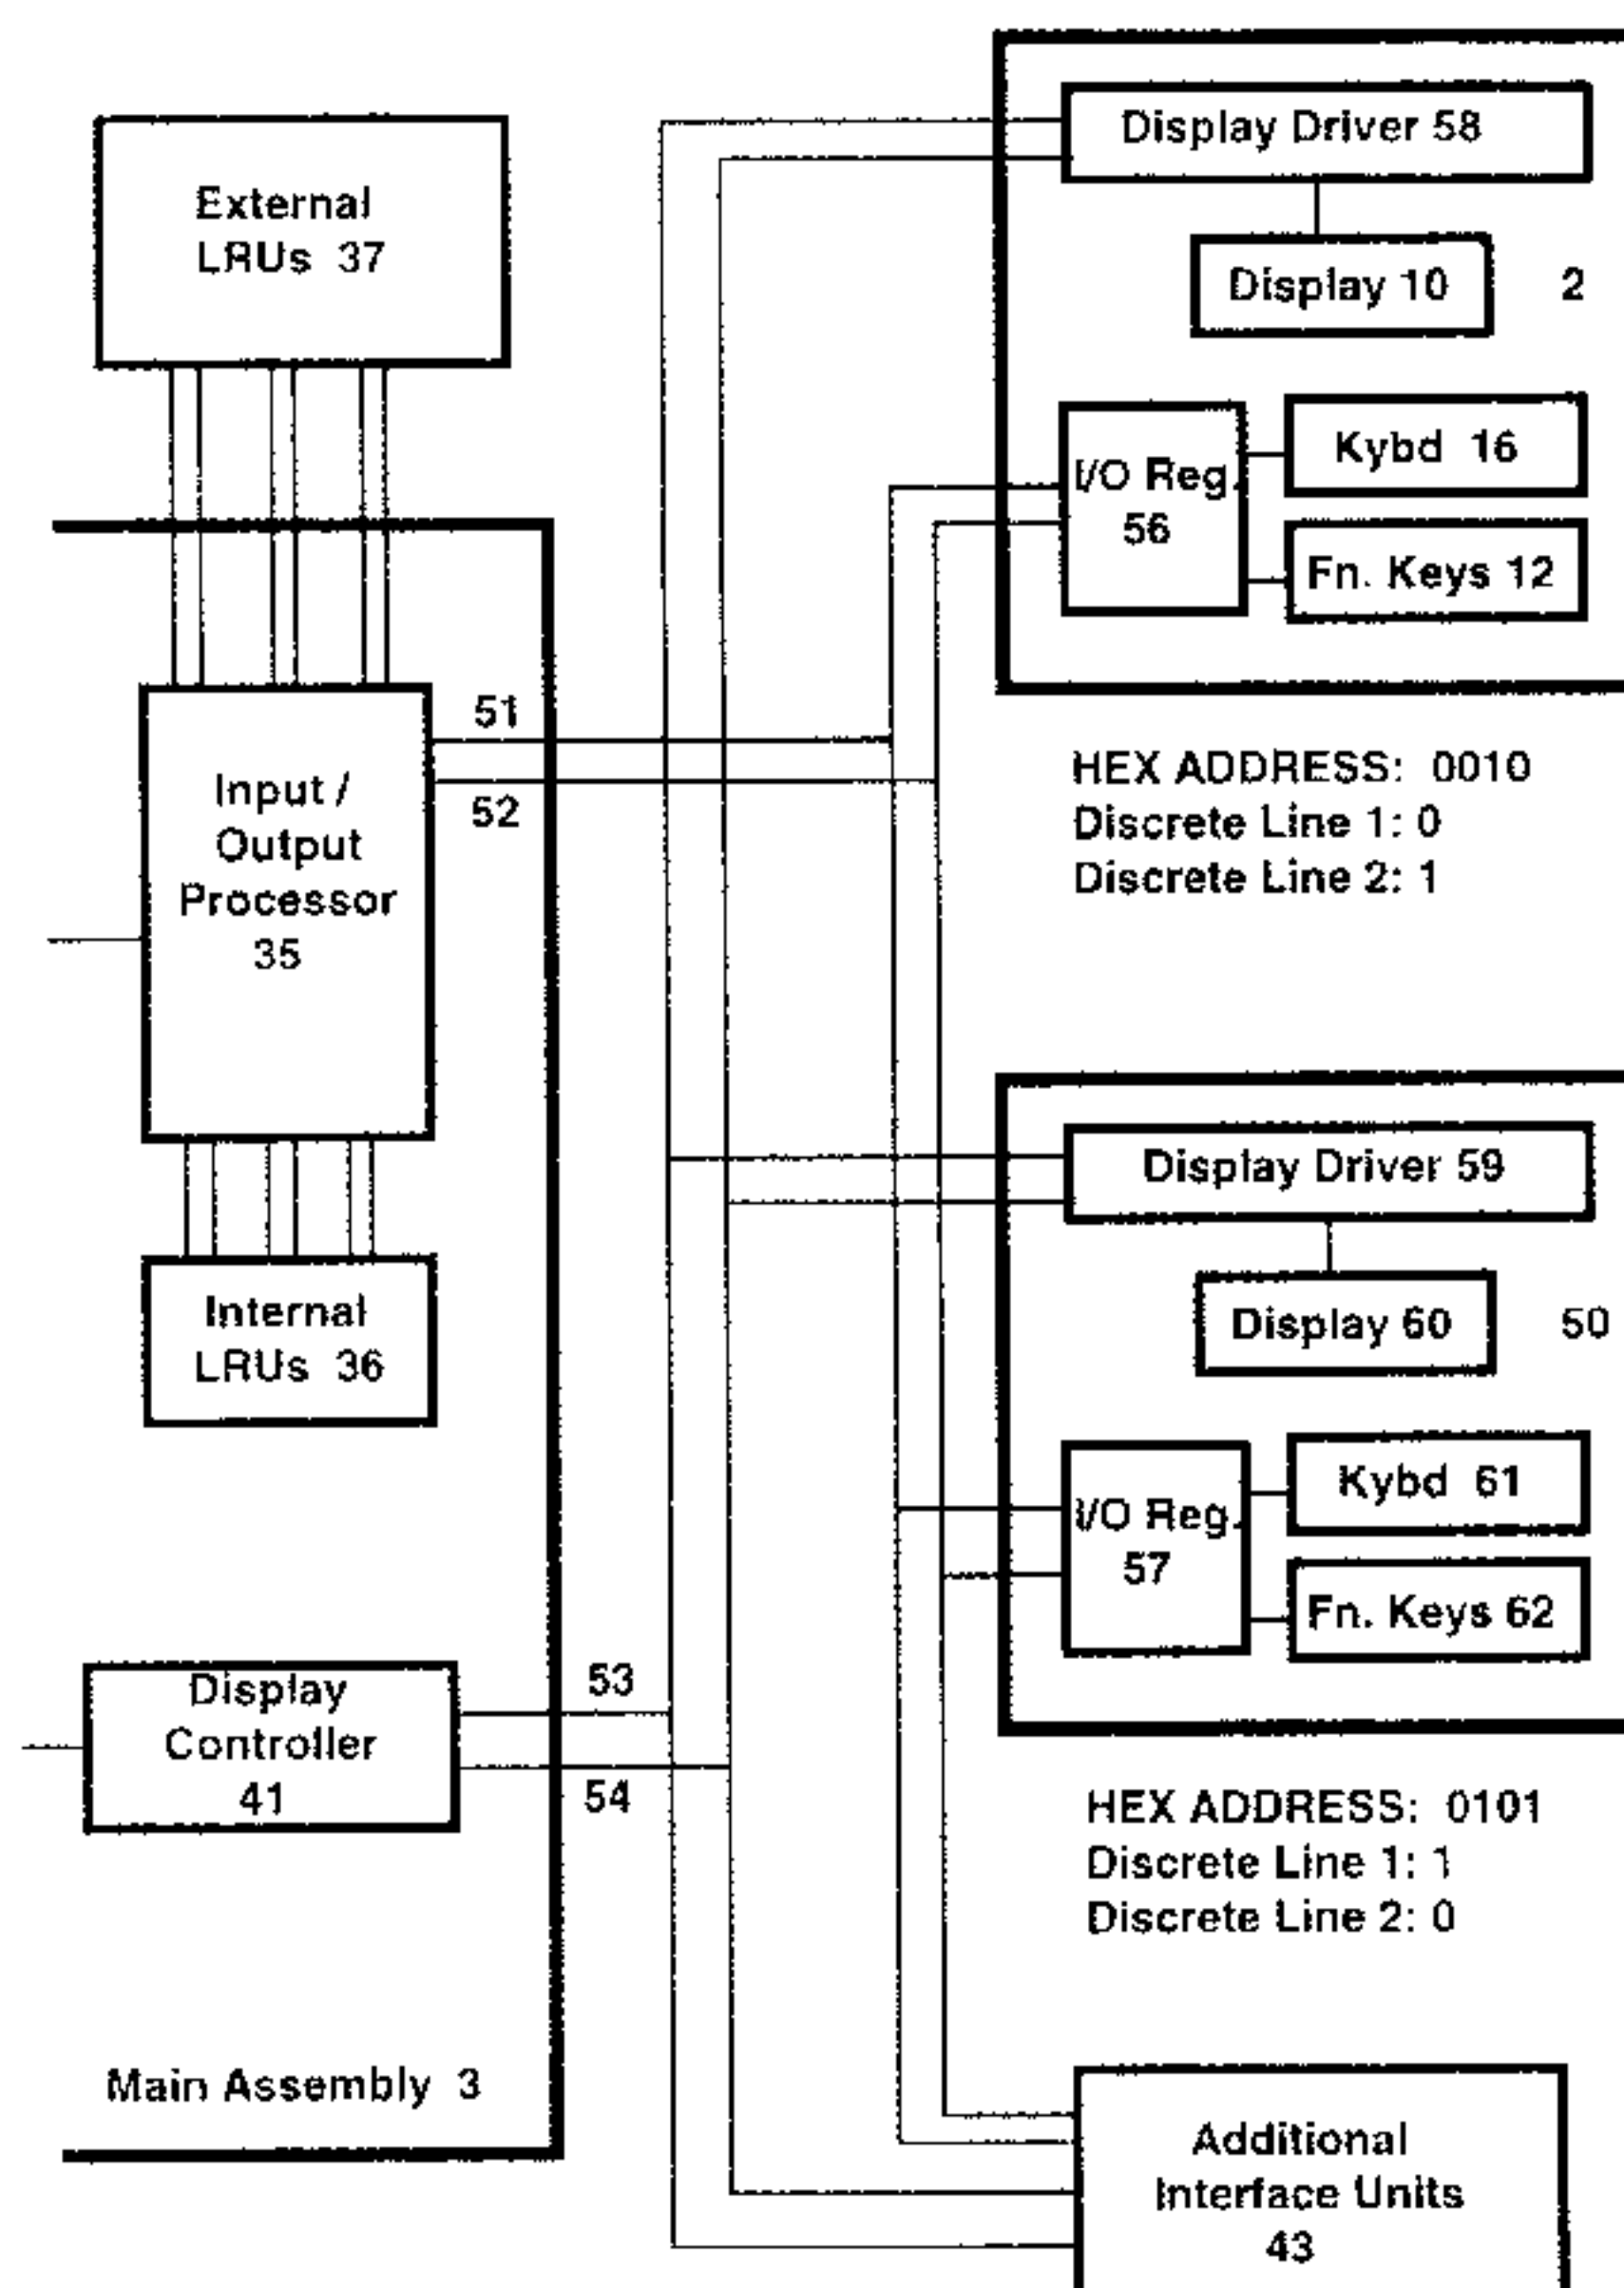 External
LRUs 37
Input /
Output
Processor
35
51
52
Internal
LRUs 36
Display
Controller
41
53
54
Main Assembly 3
Display Driver 58
Display 10
2
I/O Reg.
56
Kybd 16
Fn. Keys 12
HEX ADDRESS: 0010
Discrete Line 1: 0
Discrete Line 2: 1
Display Driver 59
Display 60
50
I/O Reg.
57
Kybd 61
Fn. Keys 62
HEX ADDRESS: 0101
Discrete Line 1: 1
Discrete Line 2: 0
Additional
Interface Units
43